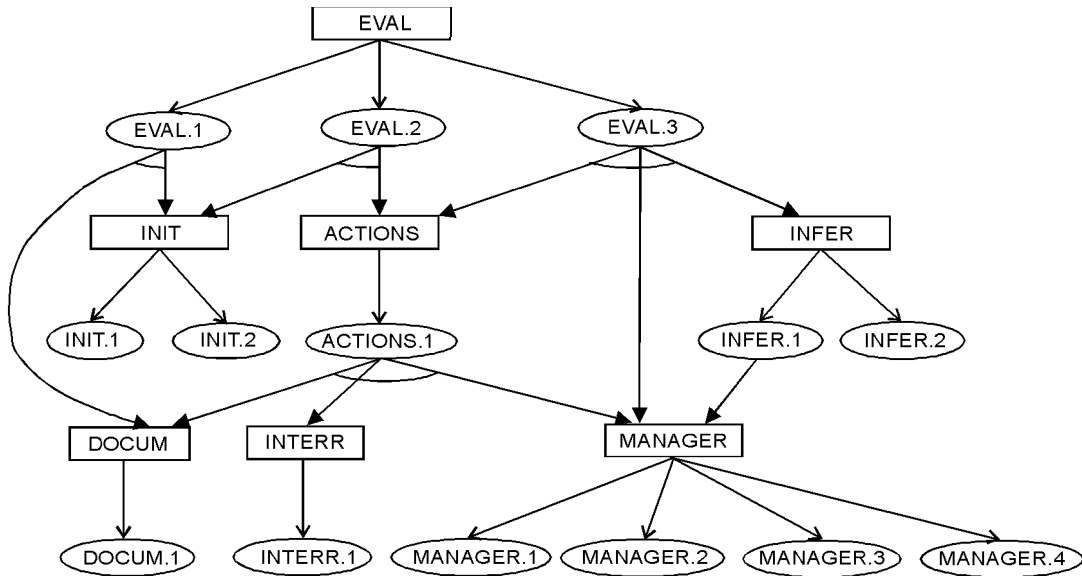 EVAL
EVAL.1
EVAL.2
EVAL.3
INIT
ACTIONS
INFER
INIT.1
INIT.2
ACTIONS.1
INFER.1
INFER.2
DOCUM
INTERR
MANAGER
DOCUM.1
INTERR.1
MANAGER.1
MANAGER.2
MANAGER.3
MANAGER.4